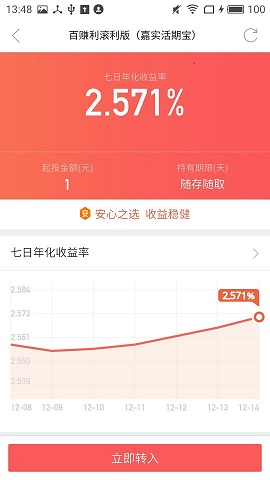 13:48
100
百赚利滚利版（嘉实活期宝）
七日年化收益率
2.571%
起投金额(元)
持有期限(天)
1
随存随取
安心之选 收益稳健
七日年化收益率
2.584
2,571%
2.573
2.561
2.550
2.533
12-08 12-09 12-10 12-11 12-12 12-13 12-14
立即转入